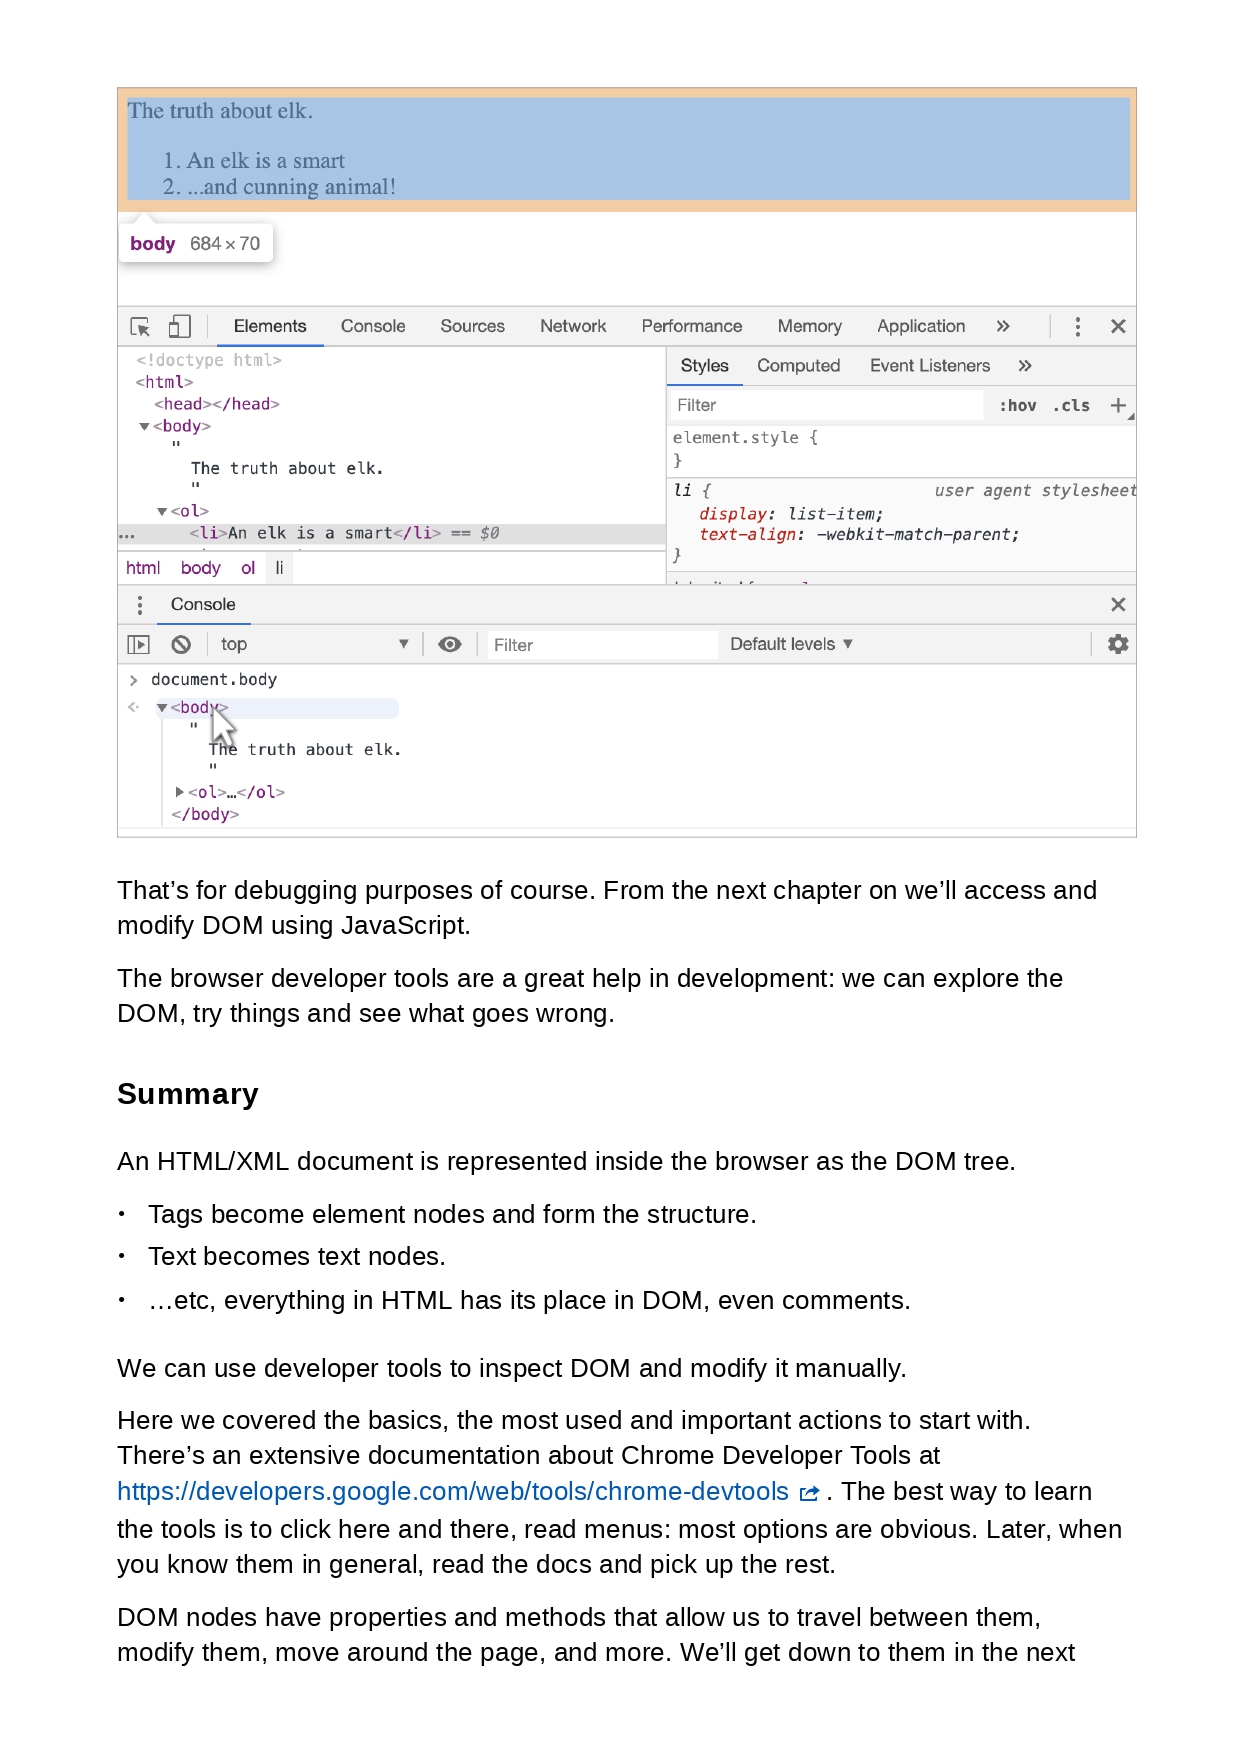 The truth about elk.
1. An elk is a smart
2. ...and cunning animal!
body 684 × 70
Elements Console Sources Network Performance Memory Application »
<!doctype html>
<html>
<head></head>
▼<body>
"
The truth about elk.
"
▼<ol>
... <li>An elk is a smart</li> == $0
html body ol li
Styles Computed Event Listeners »
Filter :hov .cls +
element.style {
}
li { user agent stylesheet
display: list-item;
text-align: -webkit-match-parent;
}
Console
top ▼ Filter Default levels ▼
> document.body
▼<body>
"
The truth about elk.
"
▶<ol>…</ol>
</body>
That’s for debugging purposes of course. From the next chapter on we’ll access and
modify DOM using JavaScript.
The browser developer tools are a great help in development: we can explore the
DOM, try things and see what goes wrong.
Summary
An HTML/XML document is represented inside the browser as the DOM tree.
• Tags become element nodes and form the structure.
• Text becomes text nodes.
• …etc, everything in HTML has its place in DOM, even comments.
We can use developer tools to inspect DOM and modify it manually.
Here we covered the basics, the most used and important actions to start with.
There’s an extensive documentation about Chrome Developer Tools at
https://developers.google.com/web/tools/chrome-devtools . The best way to learn
the tools is to click here and there, read menus: most options are obvious. Later, when
you know them in general, read the docs and pick up the rest.
DOM nodes have properties and methods that allow us to travel between them,
modify them, move around the page, and more. We’ll get down to them in the next